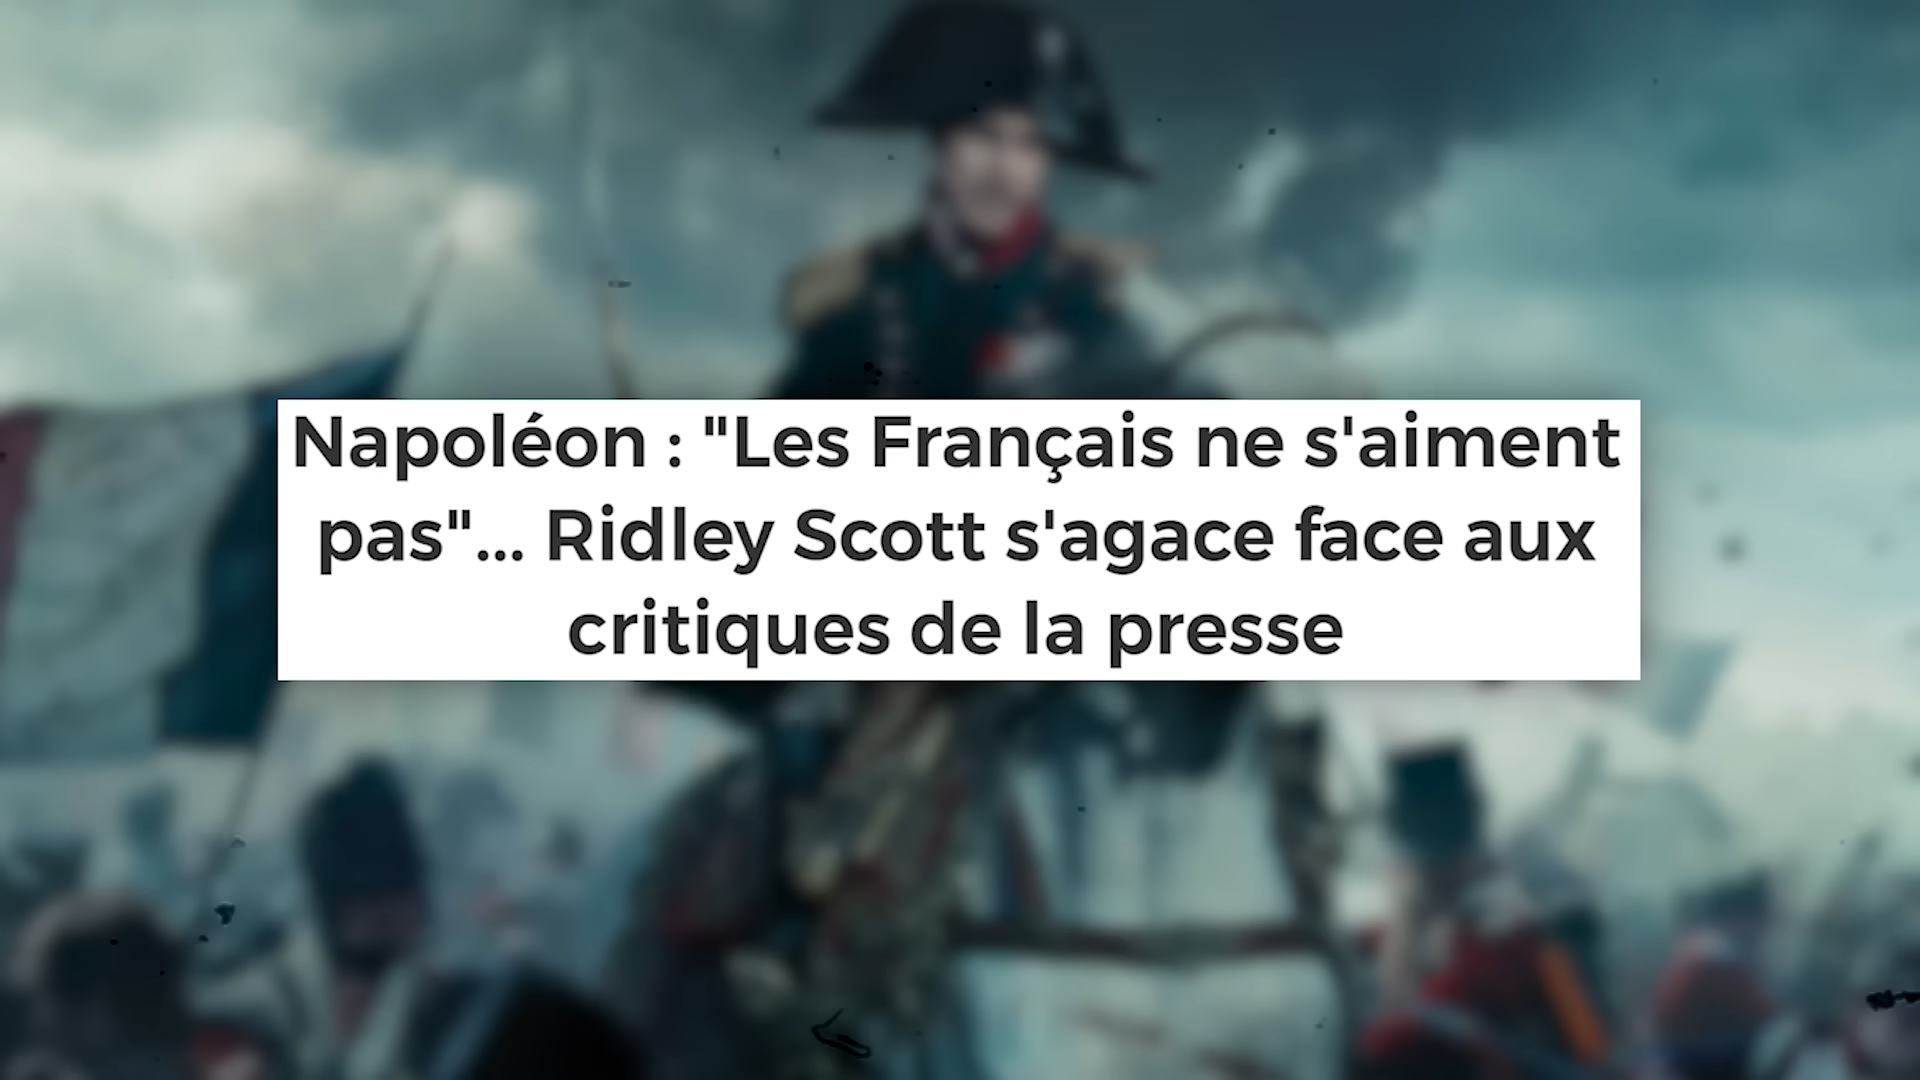 Napoléon : "Les Français ne s'aiment
pas"... Ridley Scott s'agace face aux
critiques de la presse